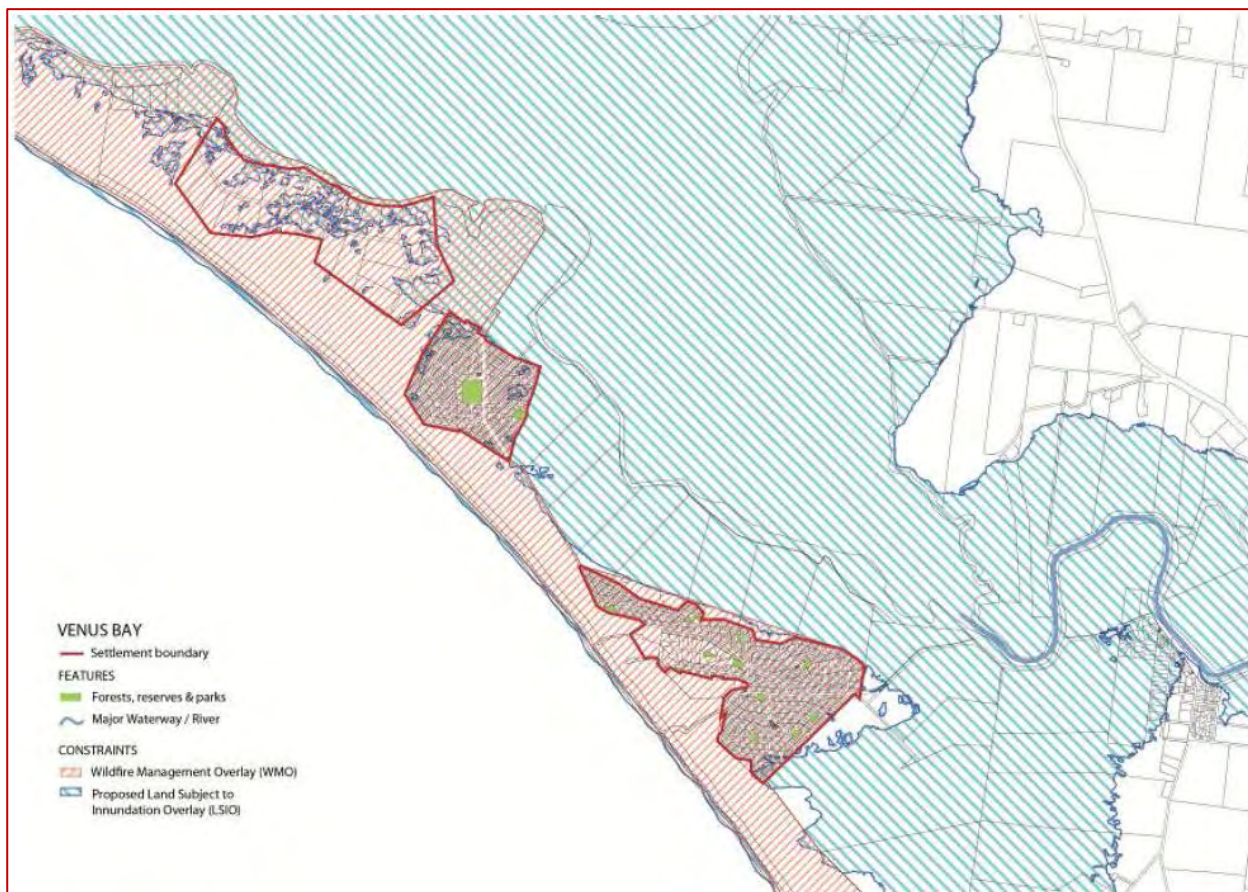 VENUS BAY
Settlement boundary
FEATURES
Forests, reserves & parks
Major Waterway / River
CONSTRAINTS
Wildfire Management Overlay (WMO)
Proposed Land Subject to
Innundation Overlay (LSIO)